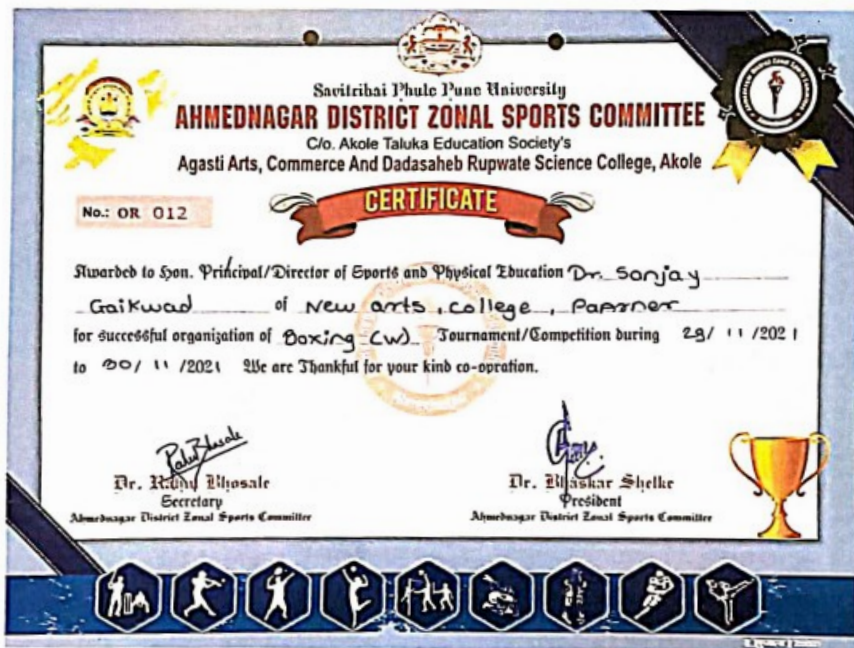 Savitribai Phule Pune University
AHMEDNAGAR DISTRICT ZONAL SPORTS COMMITTEE
C/o. Akole Taluka Education Society's
Agasti Arts, Commerce And Dadasaheb Rupwate Science College, Akole
CERTIFICATE
No.: OR 012
Awarded to Hon. Principal/Director of Sports and Physical Education Dr. Sanjay
Gaikwad of New arts, college, Parner
for successful organization of Boxing (W) Tournament/Competition during 29/ 11 /2021
to 30/ 11 /2021 We are Thankful for your kind co-opration.
Dr. Bhosale
Secretary
Ahmednagar District Zonal Sports Committee
Dr. Bhaskar Shelke
President
Ahmednagar District Zonal Sports Committee